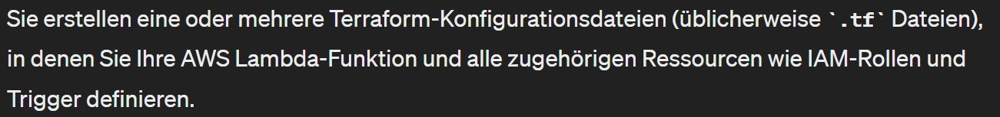 Sie erstellen eine oder mehrere Terraform-Konfigurationsdateien (üblicherweise `.tf` Dateien),
in denen Sie Ihre AWS Lambda-Funktion und alle zugehörigen Ressourcen wie IAM-Rollen und
Trigger definieren.